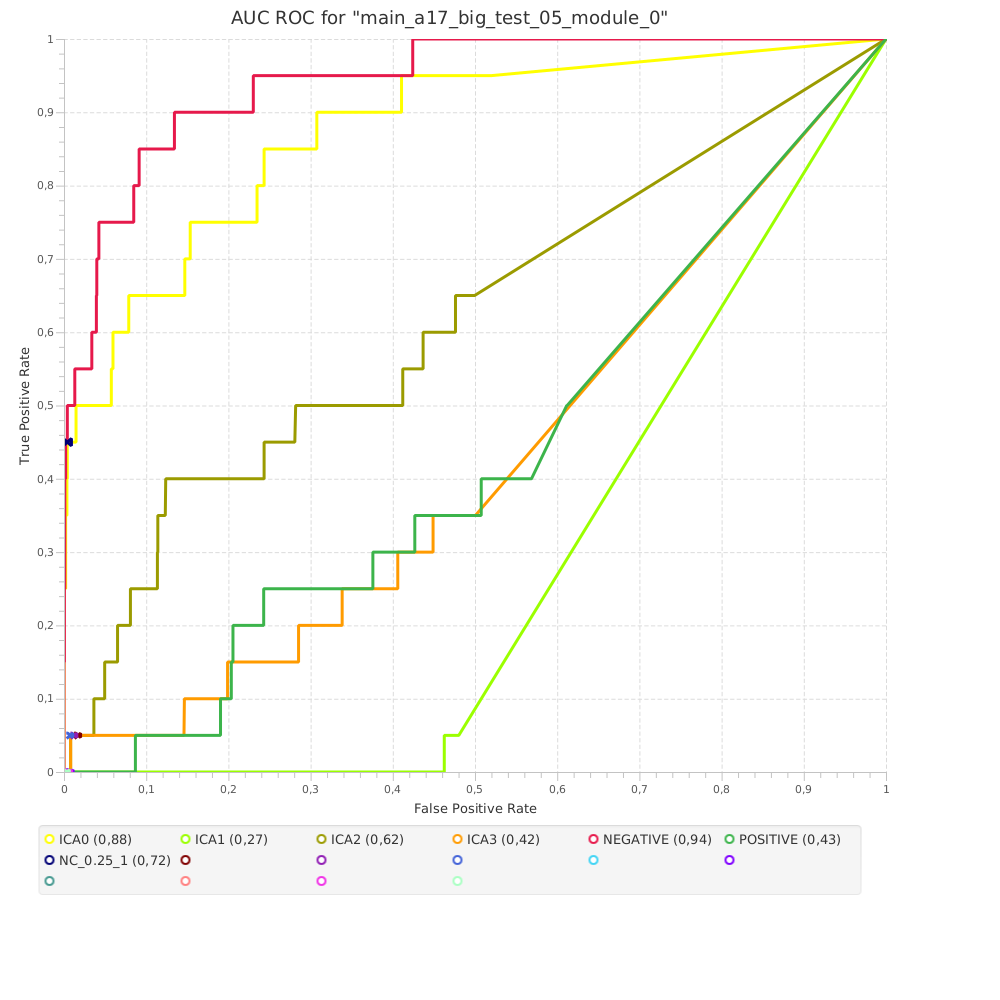 AUC ROC for "main_a17_big_test_05_module_0"
True Positive Rate
1
0,9
0,8
0,7
0,6
0,5
0,4
0,3
0,2
0,1
0
0 0,1 0,2 0,3 0,4 0,5 0,6 0,7 0,8 0,9 1
False Positive Rate
ICA0 (0,88) ICA1 (0,27) ICA2 (0,62) ICA3 (0,42) NEGATIVE (0,94) POSITIVE (0,43)
NC_0.25_1 (0,72)